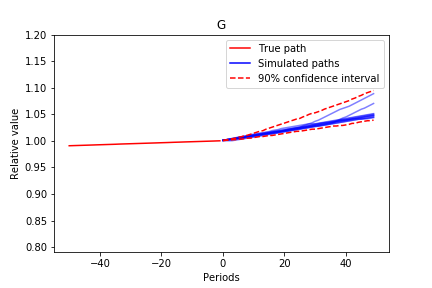 G
1.20
1.15
1.10
1.05
1.00
0.95
0.90
0.85
0.80
Relative value
True path
Simulated paths
90% confidence interval
−40
−20
0
20
40
Periods